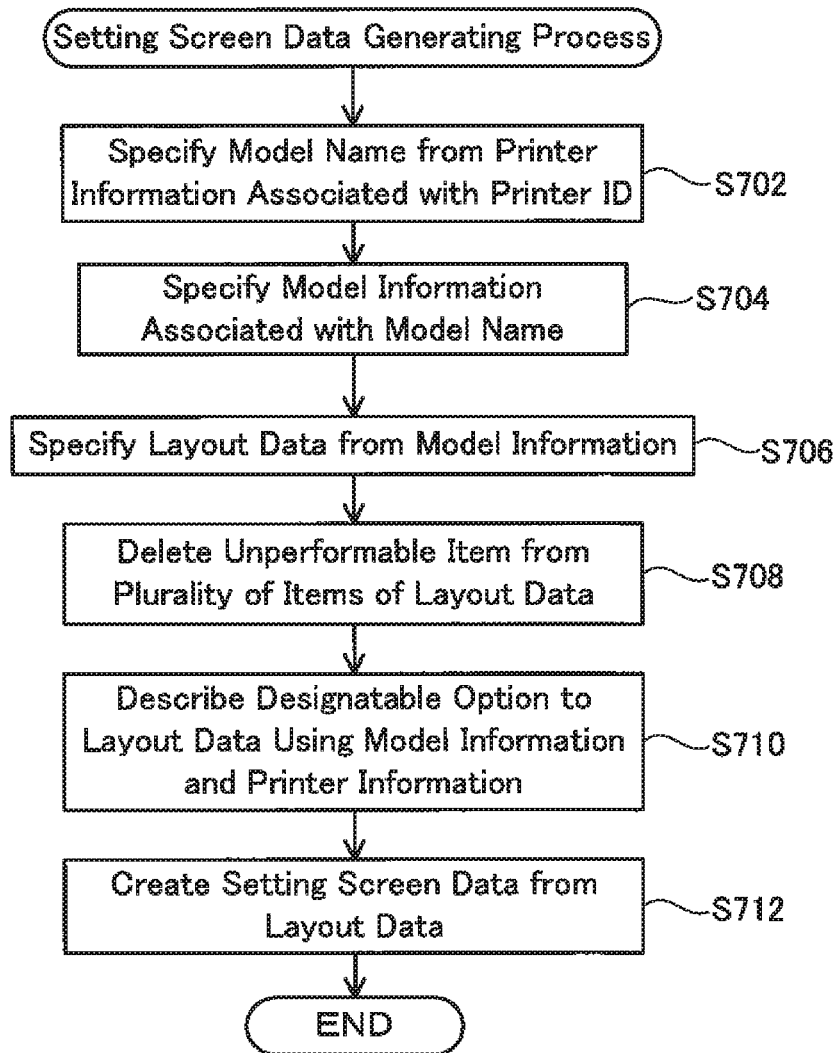 Setting Screen Data Generating Process
Specify Model Name from Printer
Information Associated with Printer ID
S702
Specify Model Information
Associated with Model Name
S704
Specify Layout Data from Model Information
S706
Delete Unperformable Item from
Plurality of Items of Layout Data
S708
Describe Designatable Option to
Layout Data Using Model Information
and Printer Information
S710
Create Setting Screen Data from
Layout Data
S712
END